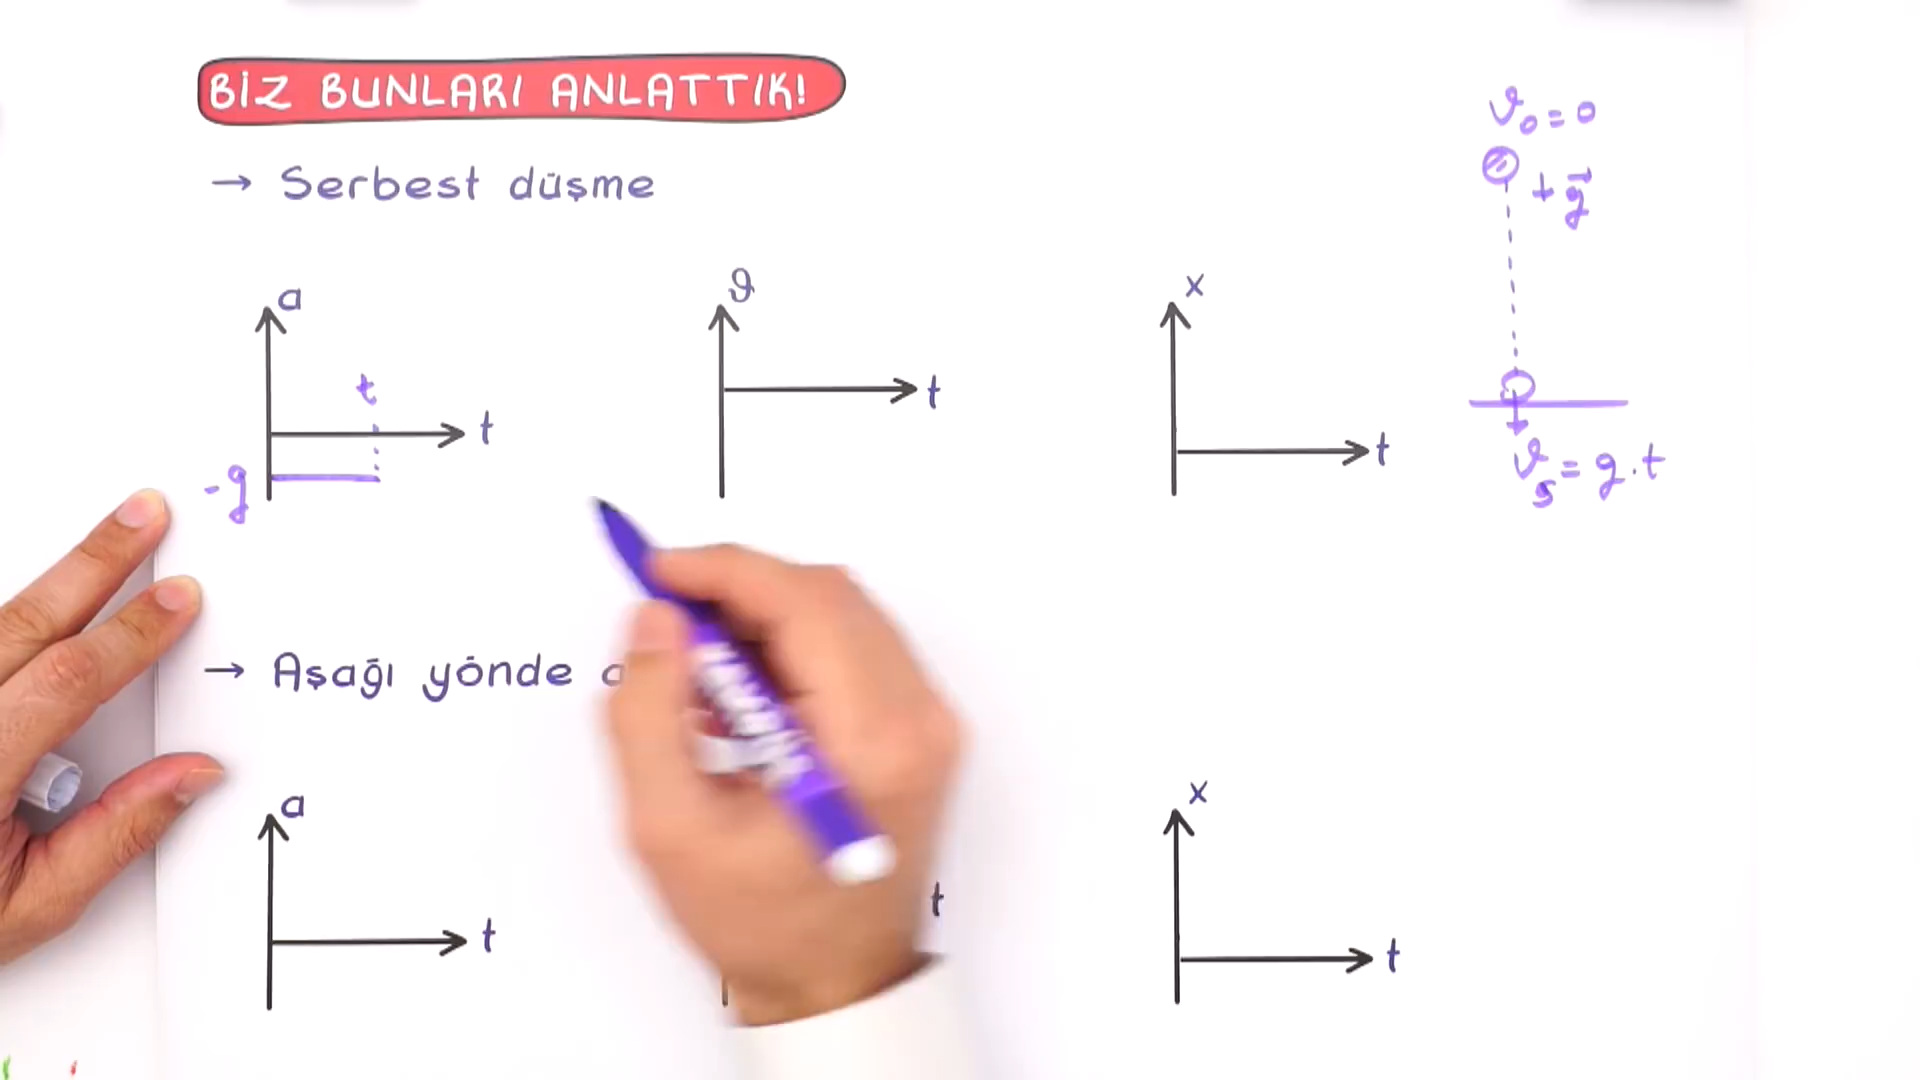 BİZ BUNLARI ANLATTIK!
→ Serbest düşme
a
t
t
-g
ϑ
t
x
t
ϑ₀ = 0
+ g⃗
ϑₛ = g.t
→ Aşağı yönde
a
t
t
x
t